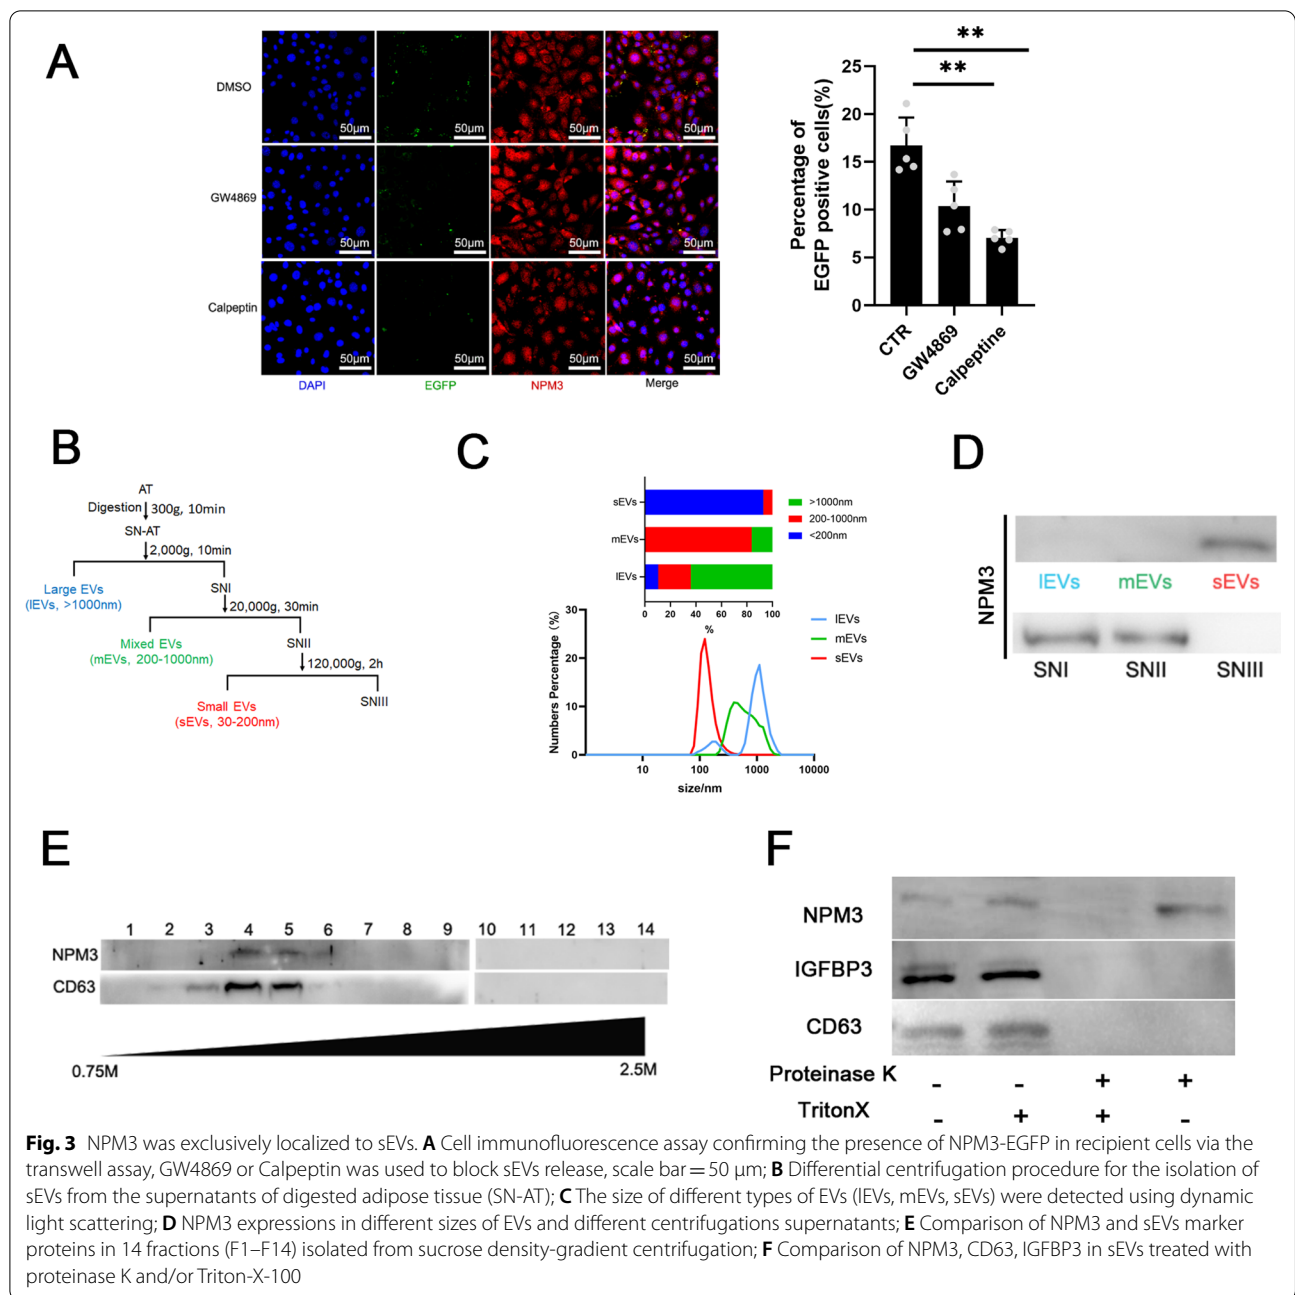 A
DMSO
50μm 50μm 50μm 50μm
GW4869
50μm 50μm 50μm 50μm
Calpeptin
50μm 50μm 50μm 50μm
DAPI EGFP NPM3 Merge
**
**
Percentage of
EGFP positive cells(%)
25
20
15
10
5
0
CTR
GW4869
Calpeptine
B
AT
Digestion 300g, 10min
SN-AT
2,000g, 10min
Large EVs
(lEVs, >1000nm)
SNI
20,000g, 30min
Mixed EVs
(mEVs, 200-1000nm)
SNII
120,000g, 2h
Small EVs
(sEVs, 30-200nm)
SNIII
C
sEVs
mEVs
lEVs
0 20 40 60 80 100
%
>1000nm
200-1000nm
<200nm
Numbers Percentage (%)
30
20
10
0
10 100 1000 10000
size/nm
lEVs
mEVs
sEVs
D
NPM3
lEVs mEVs sEVs
SNI SNII SNIII
E
1 2 3 4 5 6 7 8 9 10 11 12 13 14
NPM3
CD63
0.75M 2.5M
F
NPM3
IGFBP3
CD63
Proteinase K - - + +
TritonX - + + -
Fig. 3 NPM3 was exclusively localized to sEVs. A Cell immunofluorescence assay confirming the presence of NPM3-EGFP in recipient cells via the
transwell assay, GW4869 or Calpeptin was used to block sEVs release, scale bar = 50 μm; B Differential centrifugation procedure for the isolation of
sEVs from the supernatants of digested adipose tissue (SN-AT); C The size of different types of EVs (lEVs, mEVs, sEVs) were detected using dynamic
light scattering; D NPM3 expressions in different sizes of EVs and different centrifugations supernatants; E Comparison of NPM3 and sEVs marker
proteins in 14 fractions (F1–F14) isolated from sucrose density-gradient centrifugation; F Comparison of NPM3, CD63, IGFBP3 in sEVs treated with
proteinase K and/or Triton-X-100